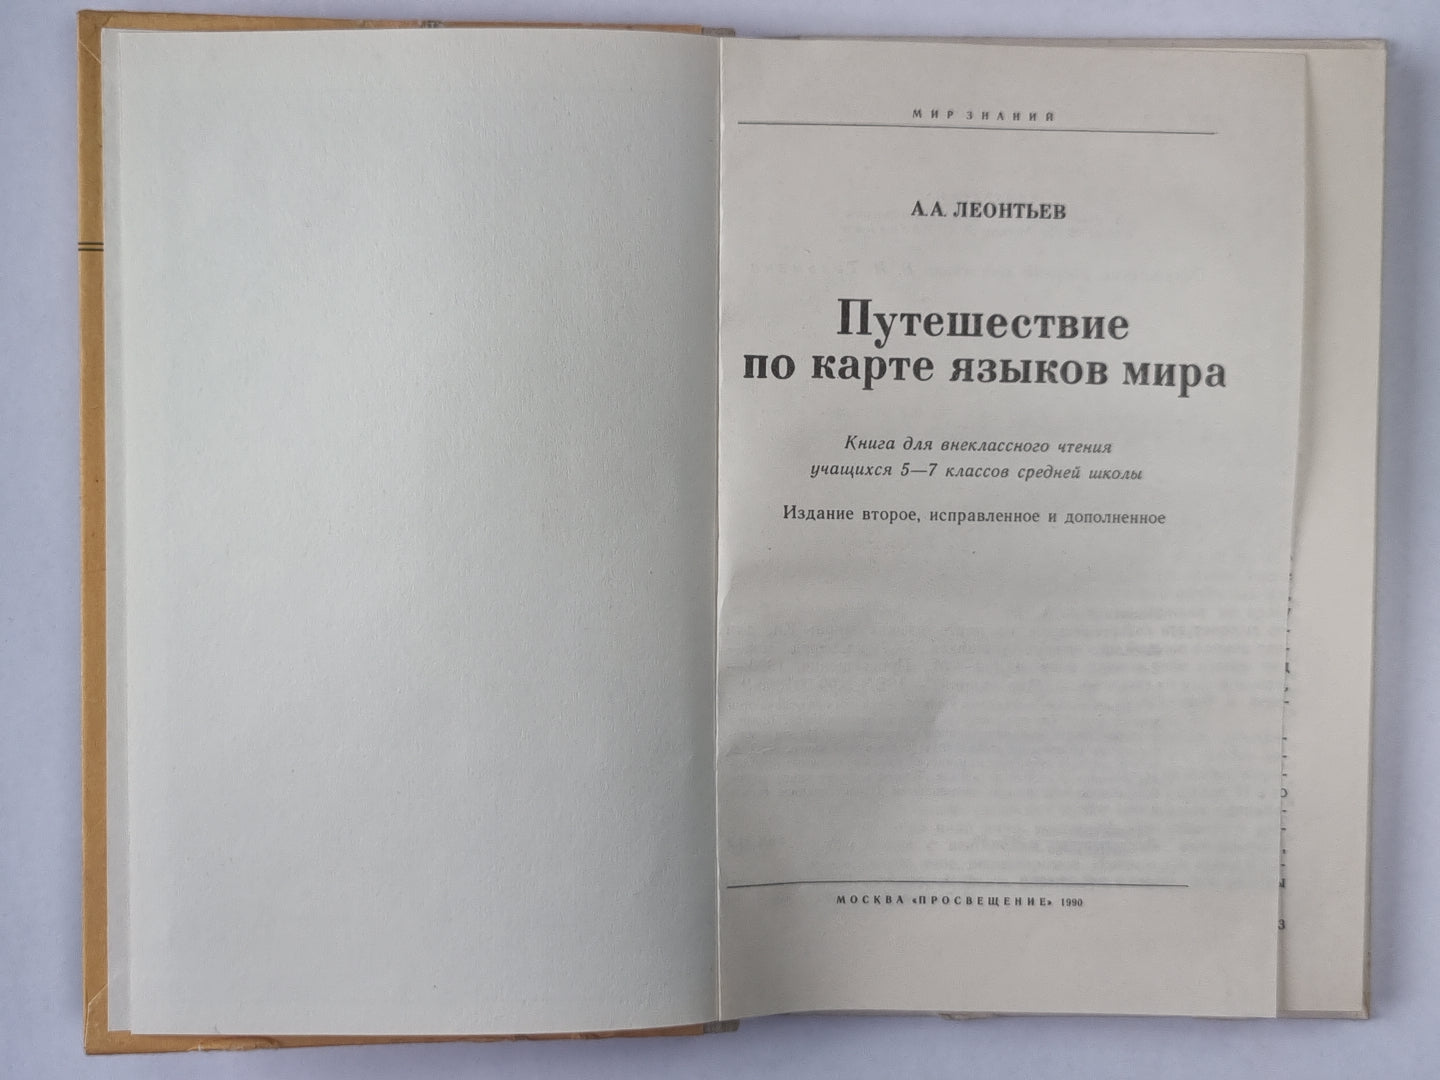 МИР ЗНАНИЙ
А. А. ЛЕОНТЬЕВ
Путешествие
по карте языков мира
Книга для внеклассного чтения
учащихся 5—7 классов средней школы
Издание второе, исправленное и дополненное
МОСКВА «ПРОСВЕЩЕНИЕ» 1990